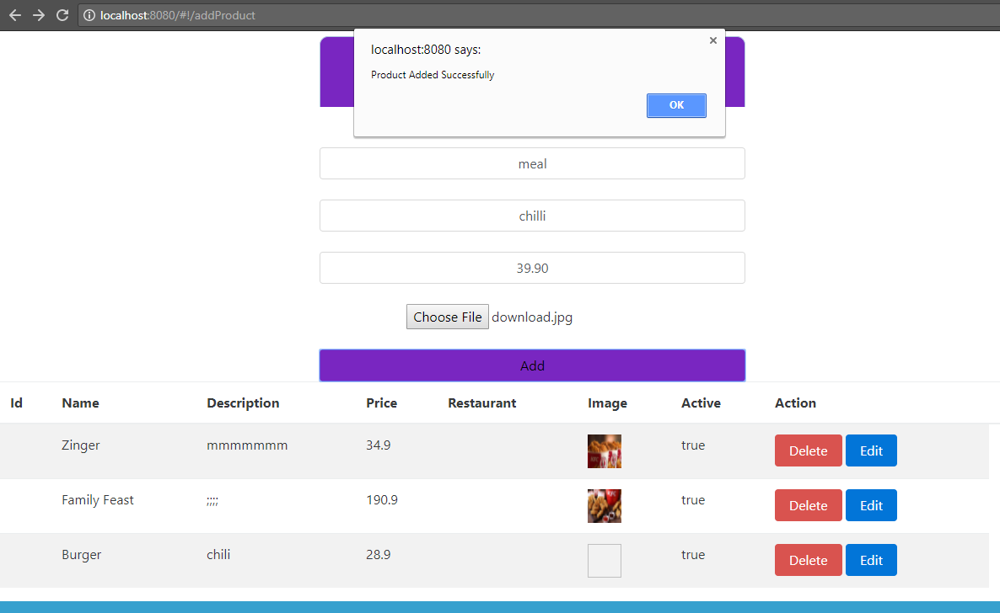 localhost:8080/#!/addProduct
localhost:8080 says:
Product Added Successfully
OK
meal
chilli
39.90
Choose File download.jpg
Add
Id Name Description Price Restaurant Image Active Action
Zinger mmmmmmm 34.9 true Delete Edit
Family Feast ;;;; 190.9 true Delete Edit
Burger chili 28.9 true Delete Edit